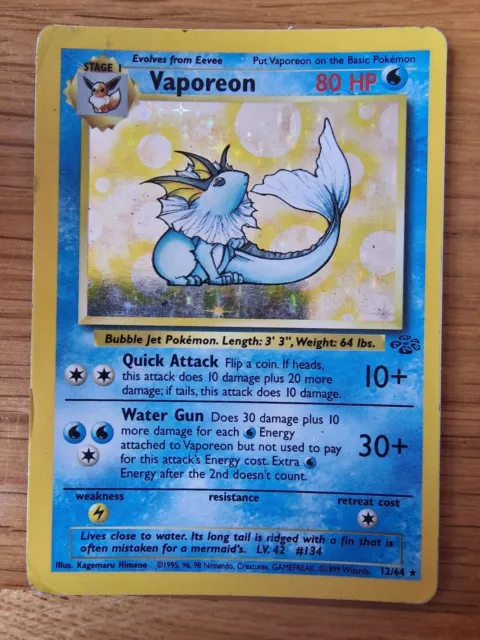 Evolves from Eevee Put Vaporeon on the Basic Pokémon
STAGE 1
Vaporeon 80 HP
Bubble Jet Pokémon. Length: 3' 3", Weight: 64 lbs.
Quick Attack Flip a coin. If heads,
this attack does 10 damage plus 20 more
damage; if tails, this attack does 10 damage.
10+
Water Gun Does 30 damage plus 10
more damage for each Energy
attached to Vaporeon but not used to pay
for this attack's Energy cost. Extra
Energy after the 2nd doesn't count.
30+
weakness resistance retreat cost
Lives close to water. Its long tail is ridged with a fin that is
often mistaken for a mermaid's. LV. 42 #134
Illus. Kagemaru Himeno ©1995, 96, 98 Nintendo, Creatures, GAMEFREAK. ©1999 Wizards. 12/64 ★